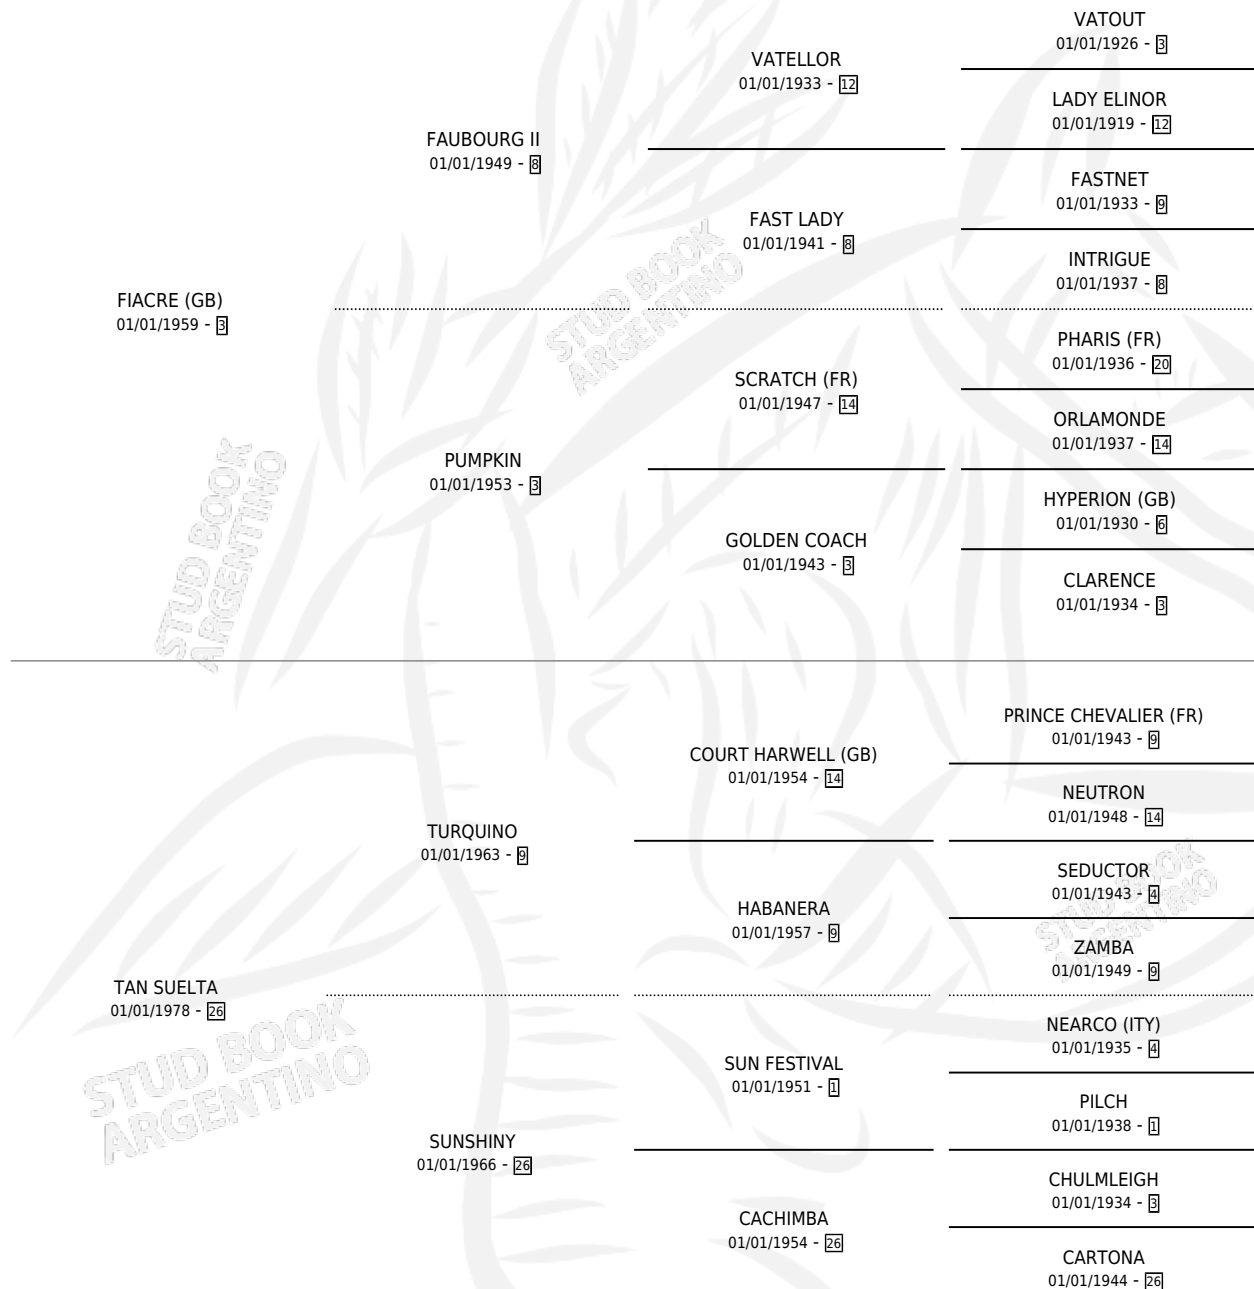 FIACRE (GB)
01/01/1959 - 3
FAUBOURG II
01/01/1949 - 8
VATELLOR
01/01/1933 - 12
VATOUT
01/01/1926 - 3
LADY ELINOR
01/01/1919 - 12
FAST LADY
01/01/1941 - 8
FASTNET
01/01/1933 - 9
INTRIGUE
01/01/1937 - 8
PUMPKIN
01/01/1953 - 3
SCRATCH (FR)
01/01/1947 - 14
PHARIS (FR)
01/01/1936 - 20
ORLAMONDE
01/01/1937 - 14
GOLDEN COACH
01/01/1943 - 3
HYPERION (GB)
01/01/1930 - 6
CLARENCE
01/01/1934 - 3
TAN SUELTA
01/01/1978 - 26
TURQUINO
01/01/1963 - 9
COURT HARWELL (GB)
01/01/1954 - 14
PRINCE CHEVALIER (FR)
01/01/1943 - 9
NEUTRON
01/01/1948 - 14
HABANERA
01/01/1957 - 9
SEDUCTOR
01/01/1943 - 4
ZAMBA
01/01/1949 - 9
SUNSHINY
01/01/1966 - 26
SUN FESTIVAL
01/01/1951 - 1
NEARCO (ITY)
01/01/1935 - 4
PILCH
01/01/1938 - 1
CACHIMBA
01/01/1954 - 26
CHULMLEIGH
01/01/1934 - 3
CARTONA
01/01/1944 - 26
STUD BOOK
ARGENTINO
STUD BOOK
ARGENTINO
STUD BOOK
ARGENTINO
STUD BOOK
ARGENTINO